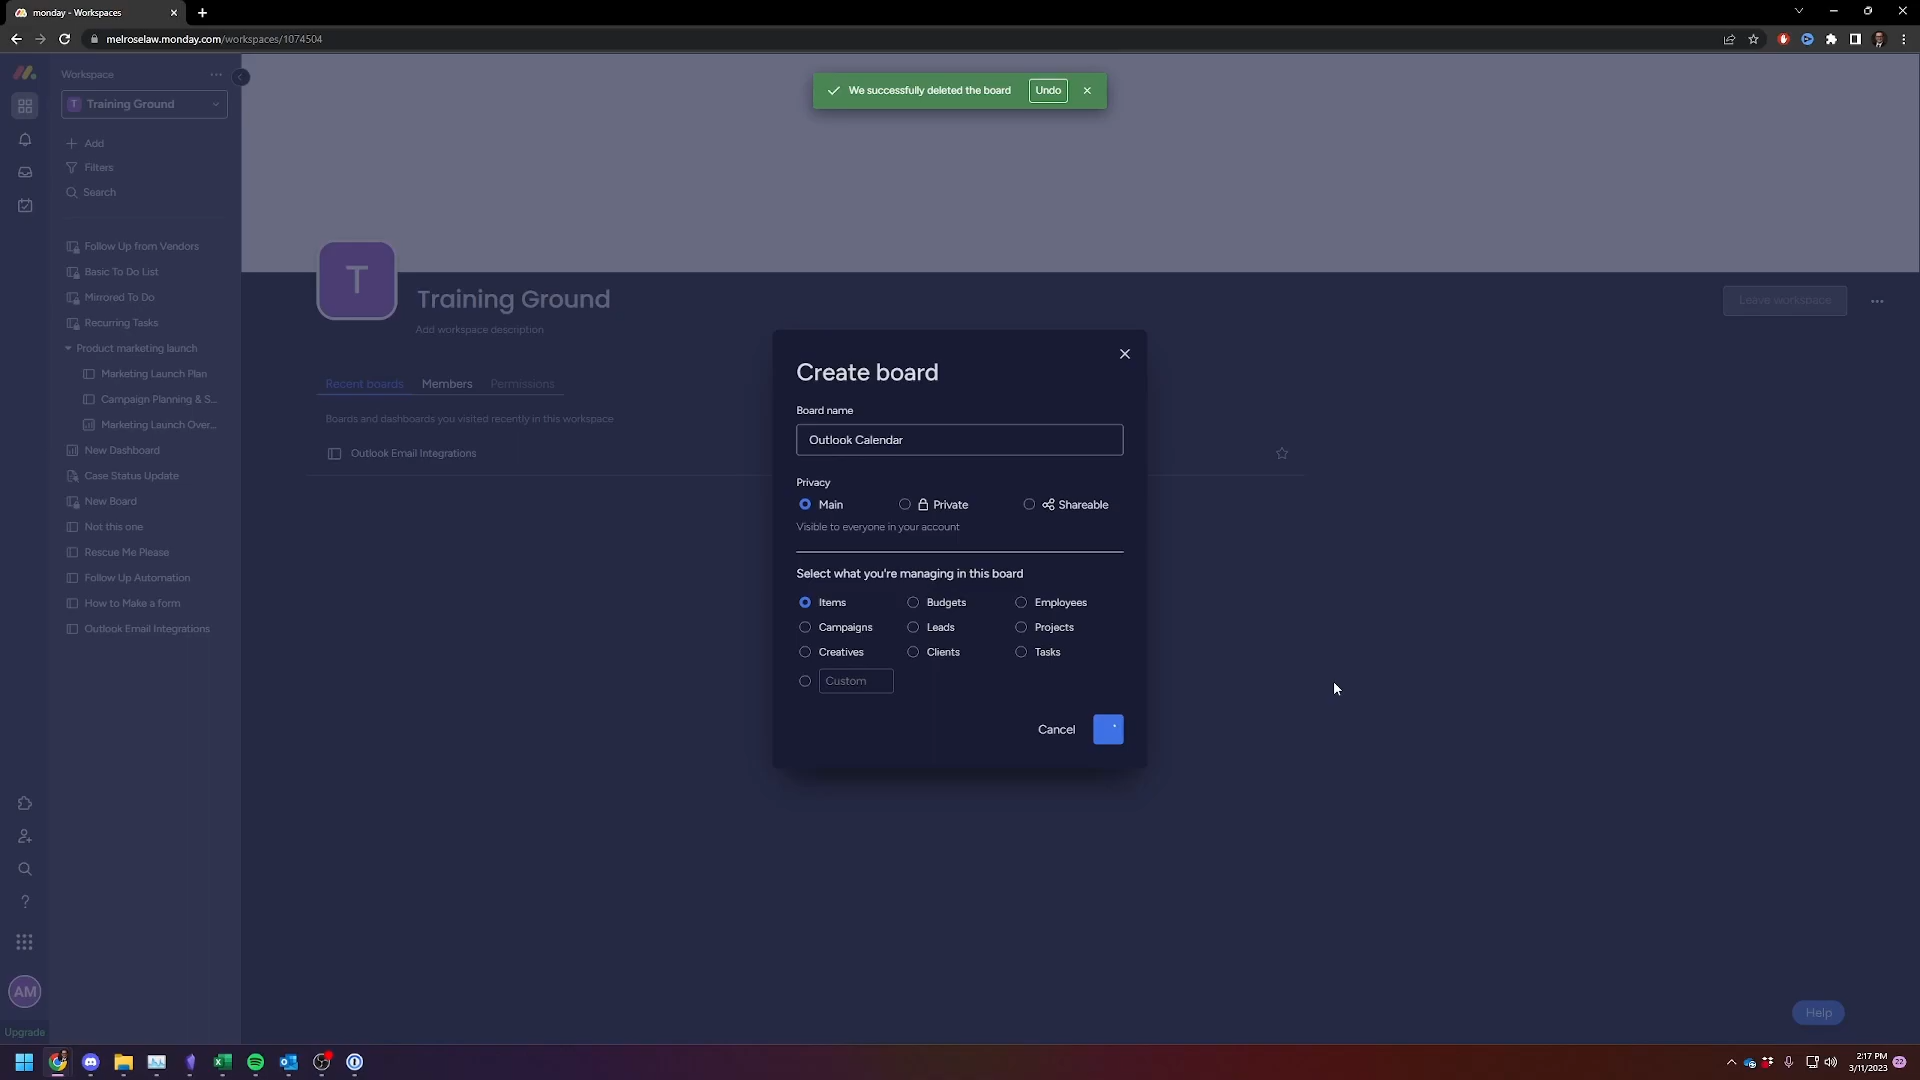 monday - Workspaces
melroselaw.monday.com/workspaces/1074504
We successfully deleted the board
Undo
Workspace
T Training Ground
Add
Filters
Search
Follow Up from Vendors
Basic To Do List
Mirrored To Do
Recurring Tasks
Product marketing launch
Marketing Launch Plan
Campaign Planning & S...
Marketing Launch Over...
New Dashboard
Case Status Update
New Board
Not this one
Rescue Me Please
Follow Up Automation
How to Make a form
Outlook Email Integrations
AM
Upgrade
T
Training Ground
Add workspace description
Leave workspace
Recent boards Members Permissions
Boards and dashboards you visited recently in this workspace
Outlook Email Integrations
Create board
Board name
Outlook Calendar
Privacy
Main Private Shareable
Visible to everyone in your account
Select what you're managing in this board
Items Budgets Employees
Campaigns Leads Projects
Creatives Clients Tasks
Custom
Cancel
Help
2:17 PM
3/11/2023
22